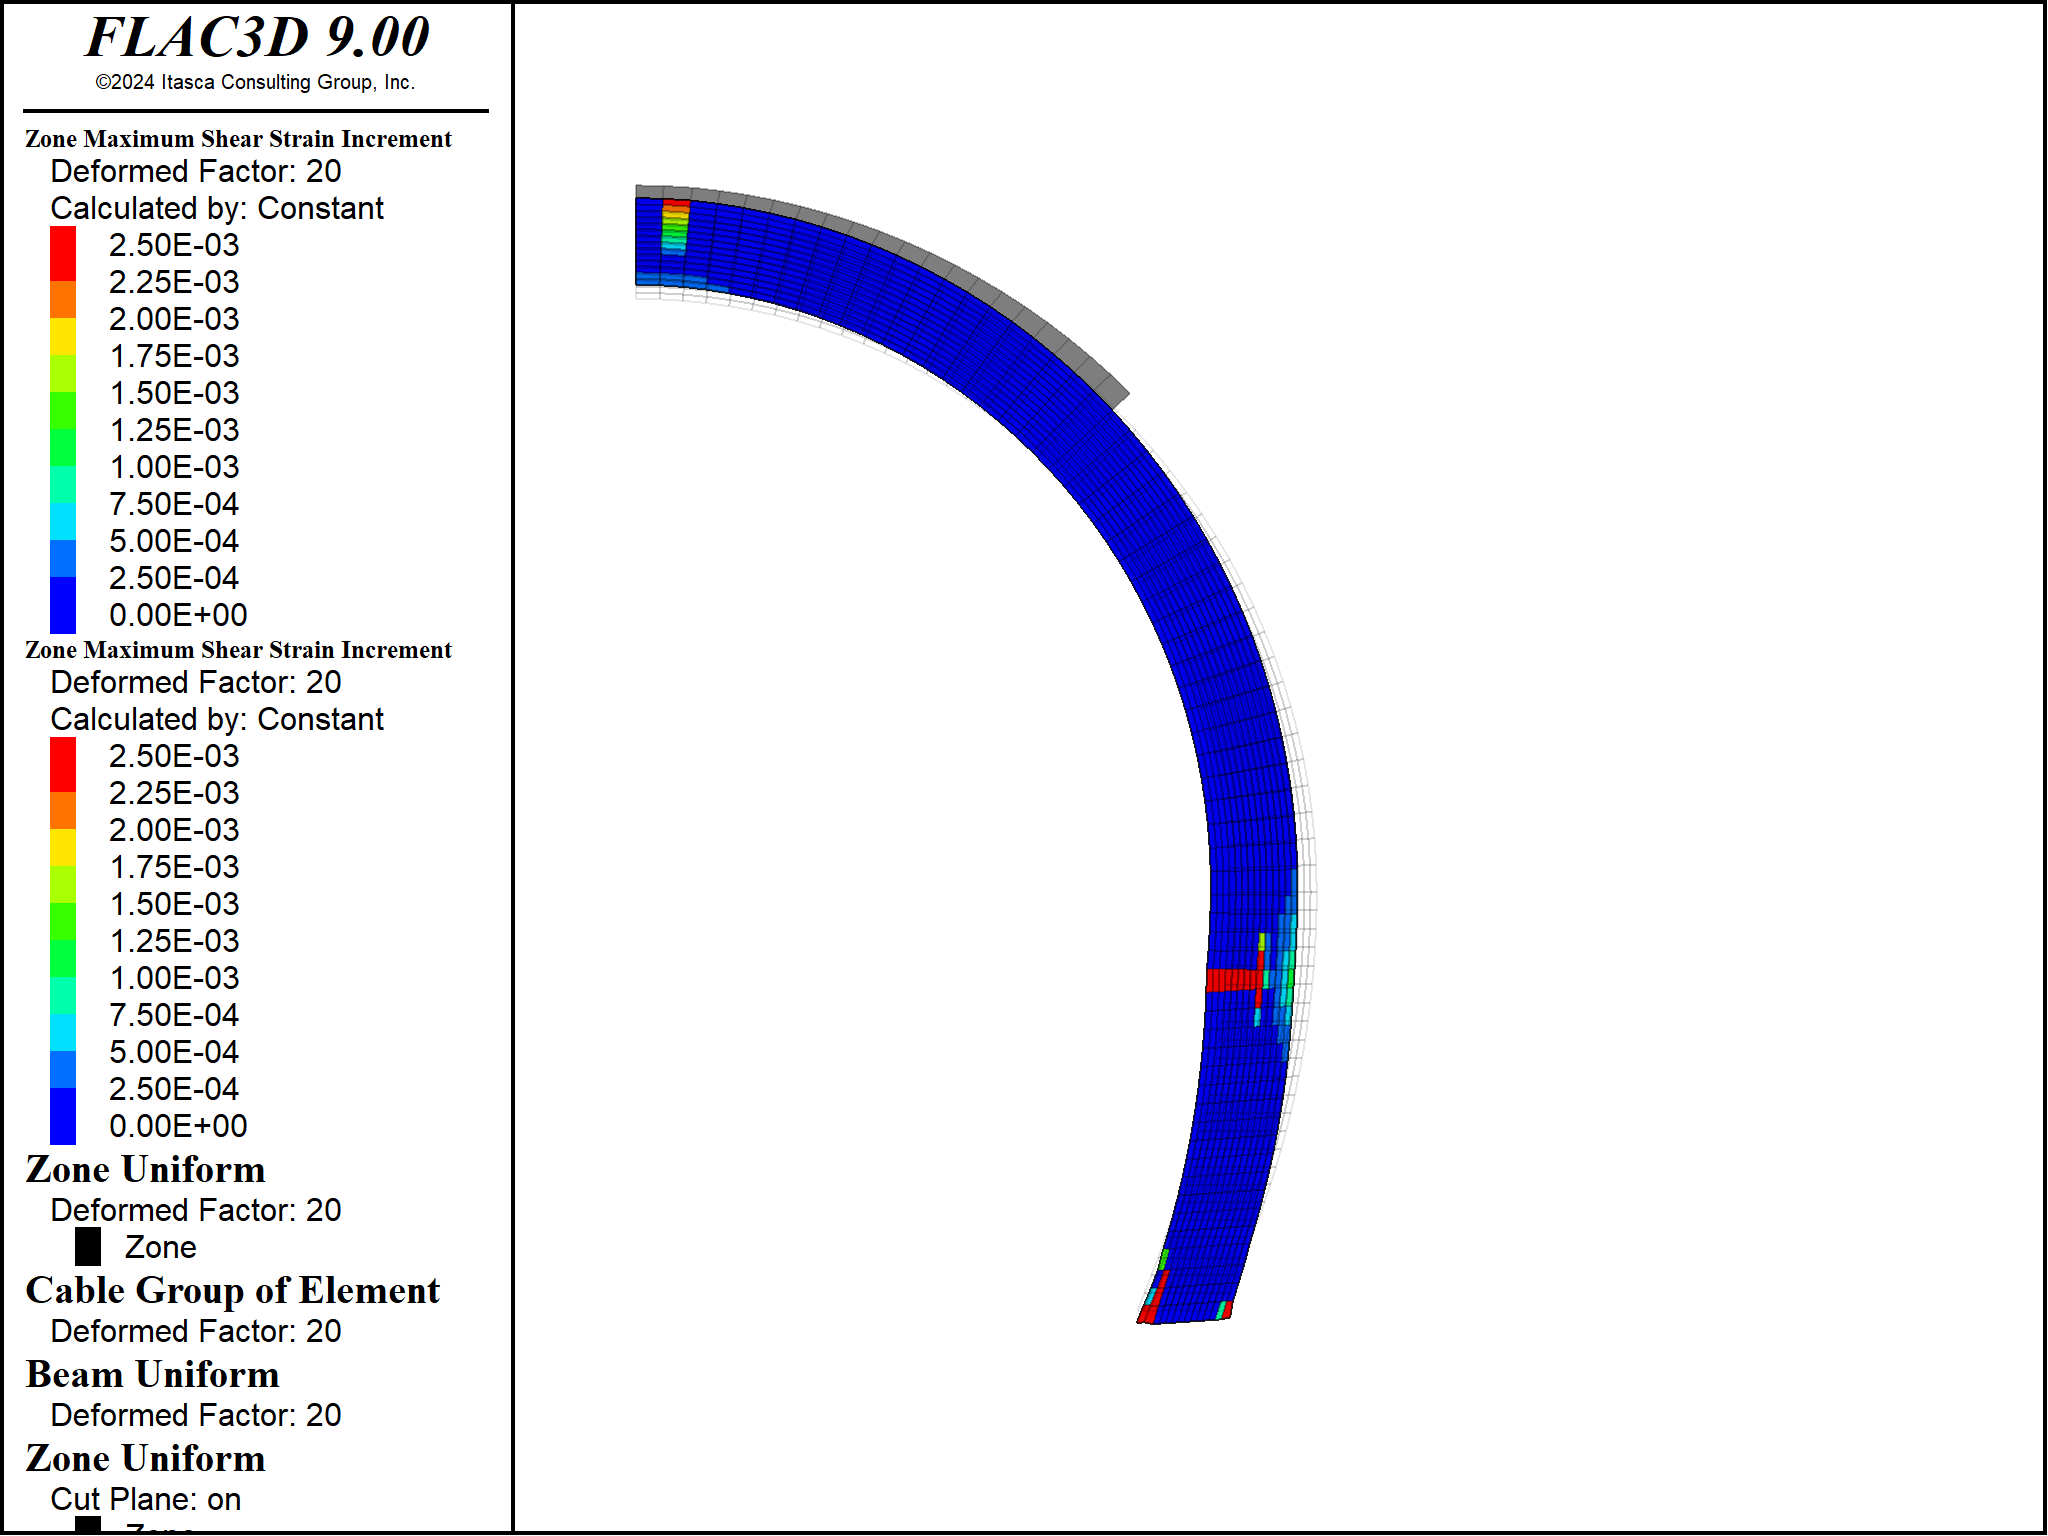 FLAC3D 9.00
©2024 Itasca Consulting Group, Inc.
Zone Maximum Shear Strain Increment
Deformed Factor: 20
Calculated by: Constant
2.50E-03
2.25E-03
2.00E-03
1.75E-03
1.50E-03
1.25E-03
1.00E-03
7.50E-04
5.00E-04
2.50E-04
0.00E+00
Zone Maximum Shear Strain Increment
Deformed Factor: 20
Calculated by: Constant
2.50E-03
2.25E-03
2.00E-03
1.75E-03
1.50E-03
1.25E-03
1.00E-03
7.50E-04
5.00E-04
2.50E-04
0.00E+00
Zone Uniform
Deformed Factor: 20
Zone
Cable Group of Element
Deformed Factor: 20
Beam Uniform
Deformed Factor: 20
Zone Uniform
Cut Plane: on